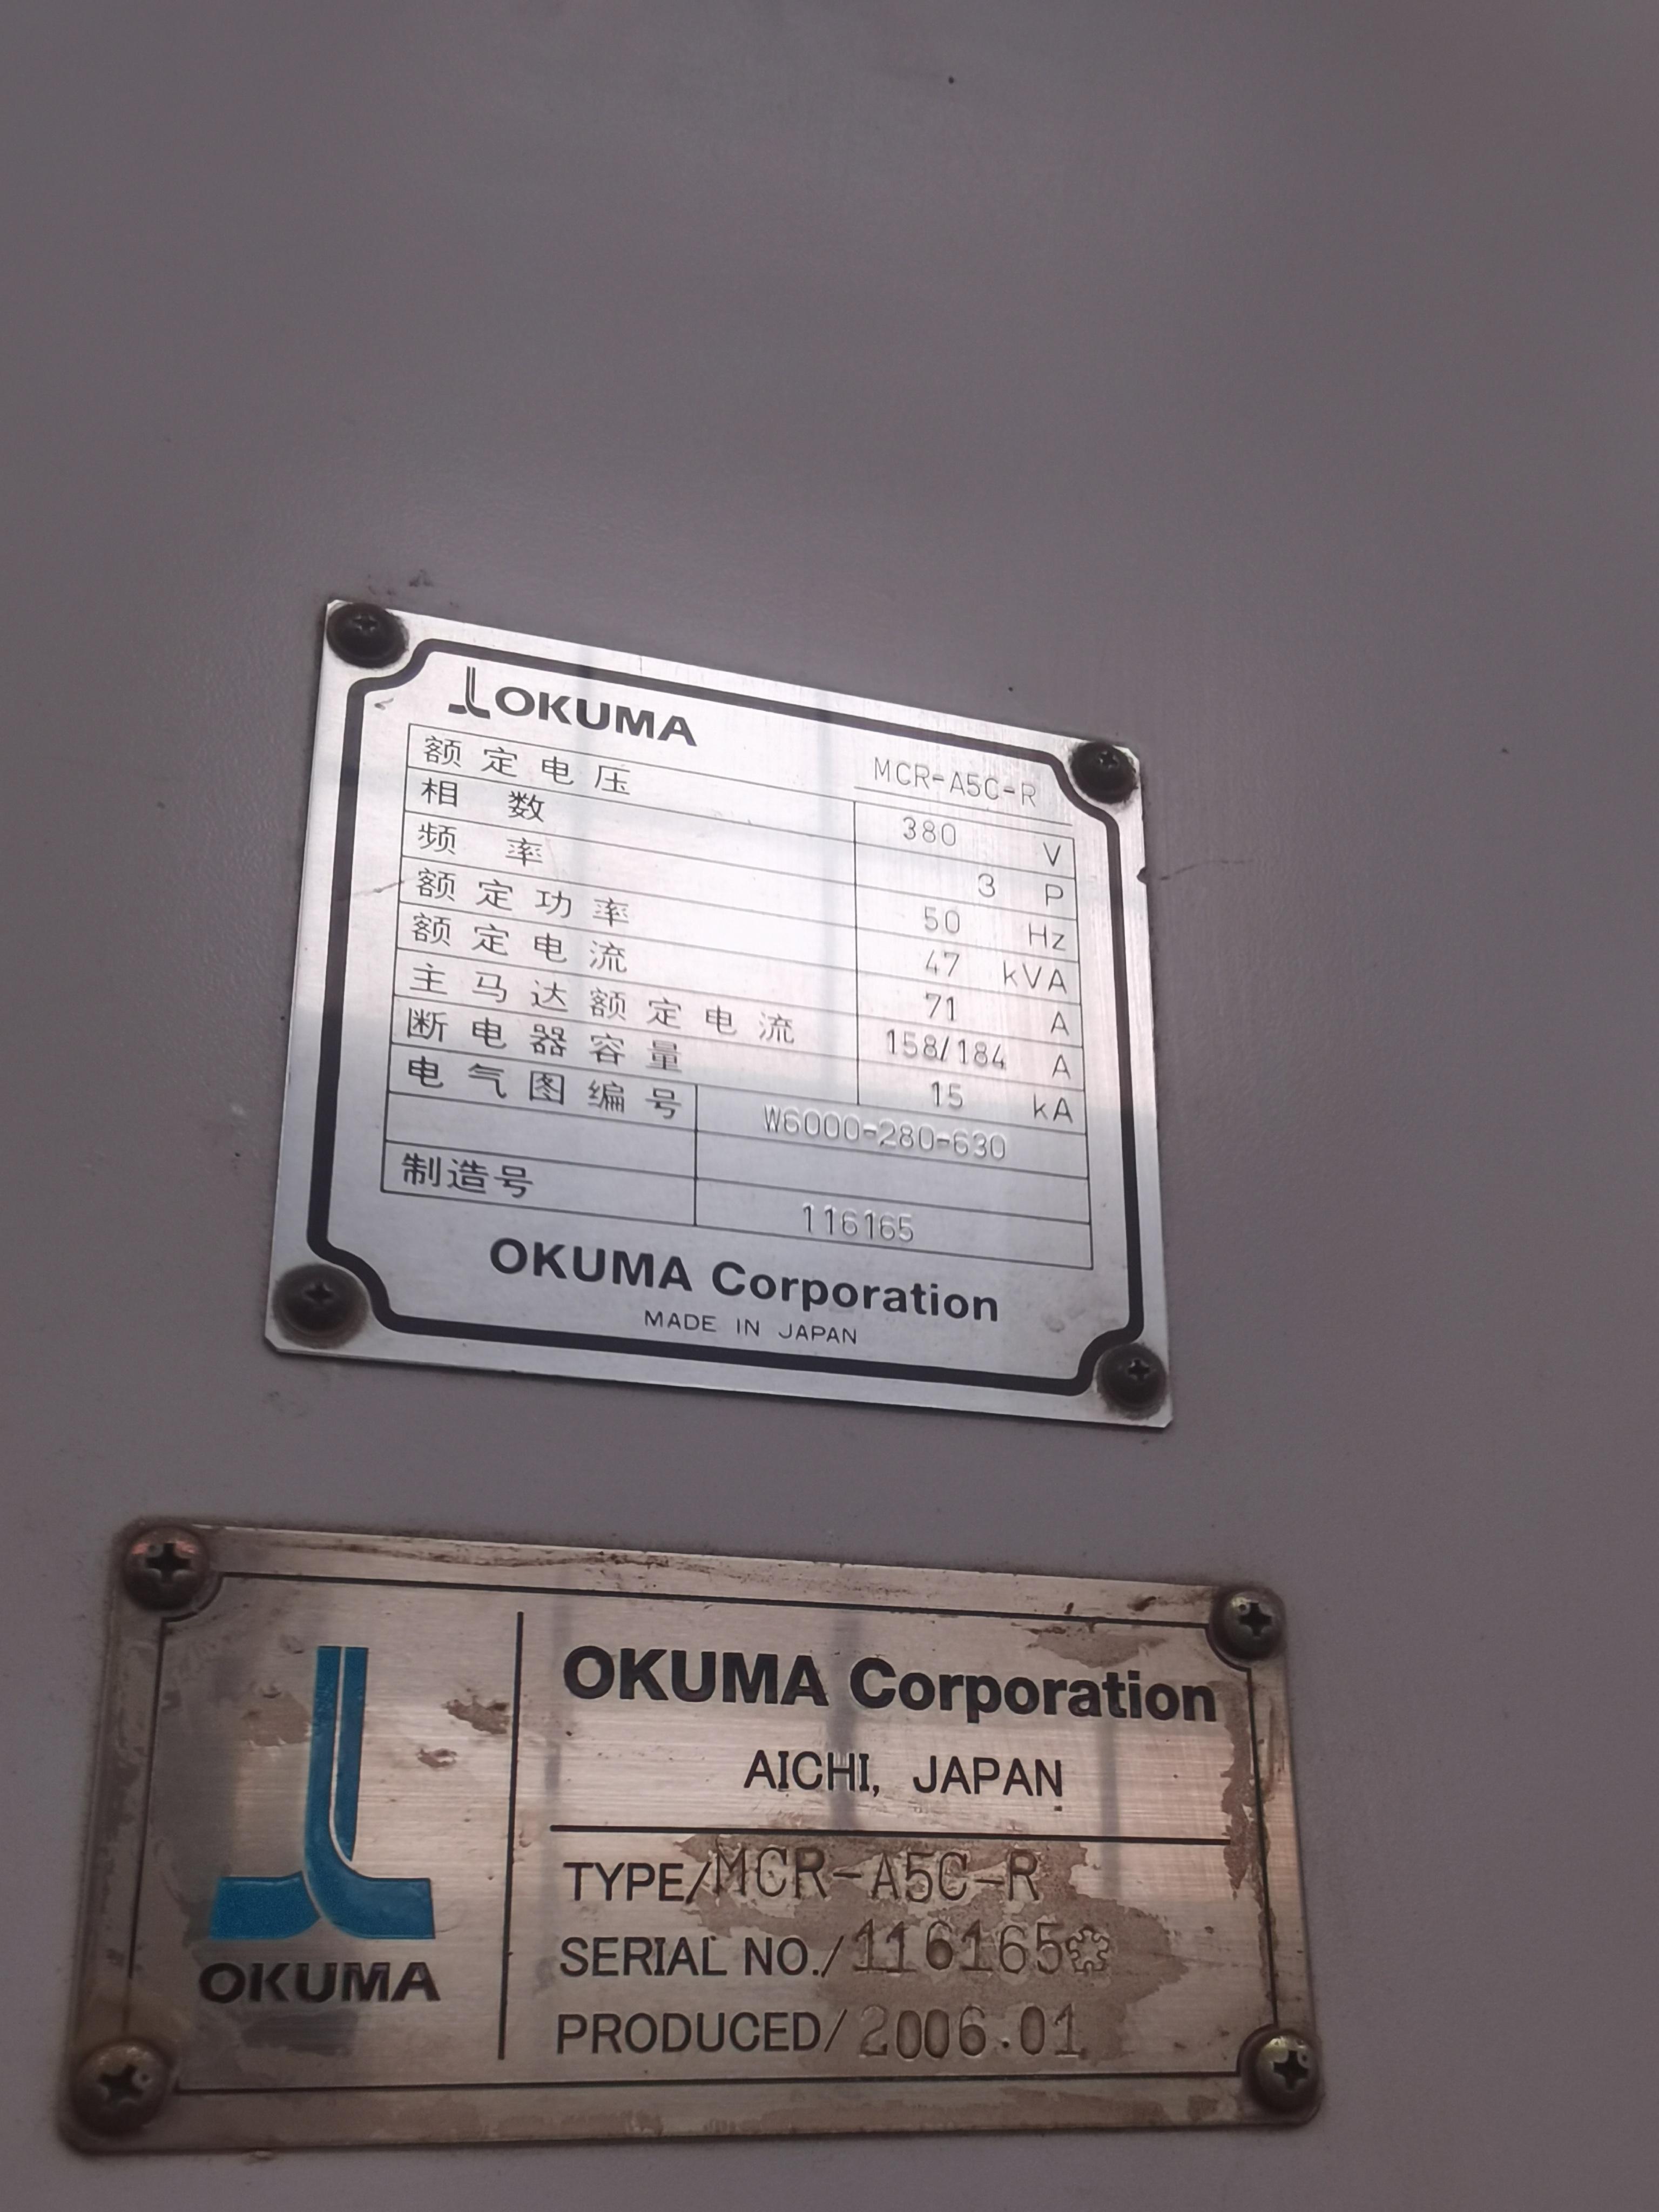 OKUMA
MCR-A5C-R
额定电压 380 V
相数 3 P
频率 50 Hz
额定功率 47 kVA
额定电流 71 A
主马达额定电流 158/184 A
断电器容量 15 kA
电气图编号 W6000-280-630
制造号 116165
OKUMA Corporation
MADE IN JAPAN
OKUMA
OKUMA Corporation
AICHI, JAPAN
TYPE/MCR-A5C-R
SERIAL NO./116165✲
PRODUCED/2006.01